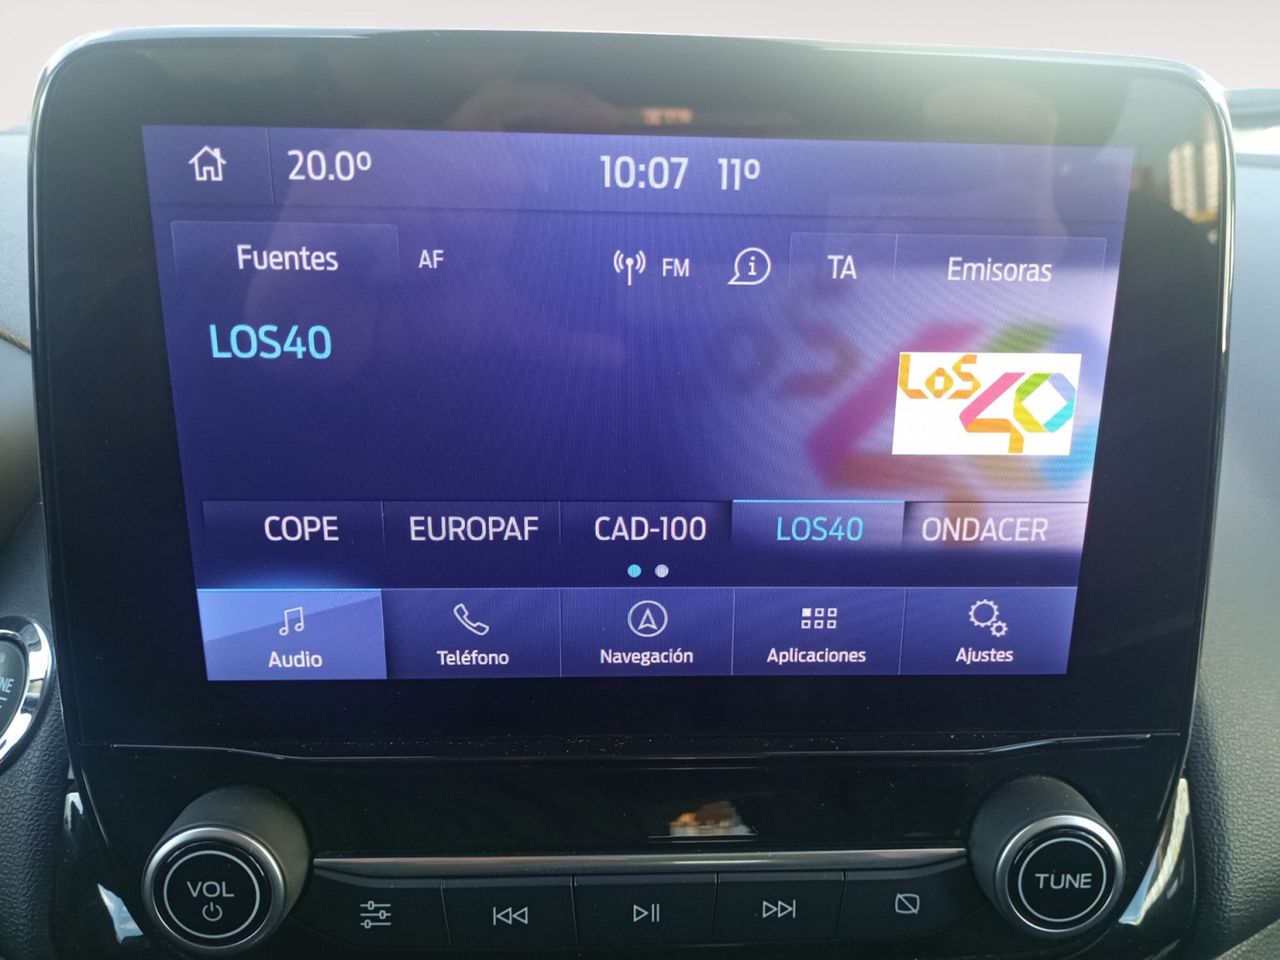 20.0º 10:07 11º
Fuentes AF FM TA Emisoras
LOS40
LOS 40
COPE EUROPAF CAD-100 LOS40 ONDACER
Audio Teléfono Navegación Aplicaciones Ajustes
VOL
TUNE